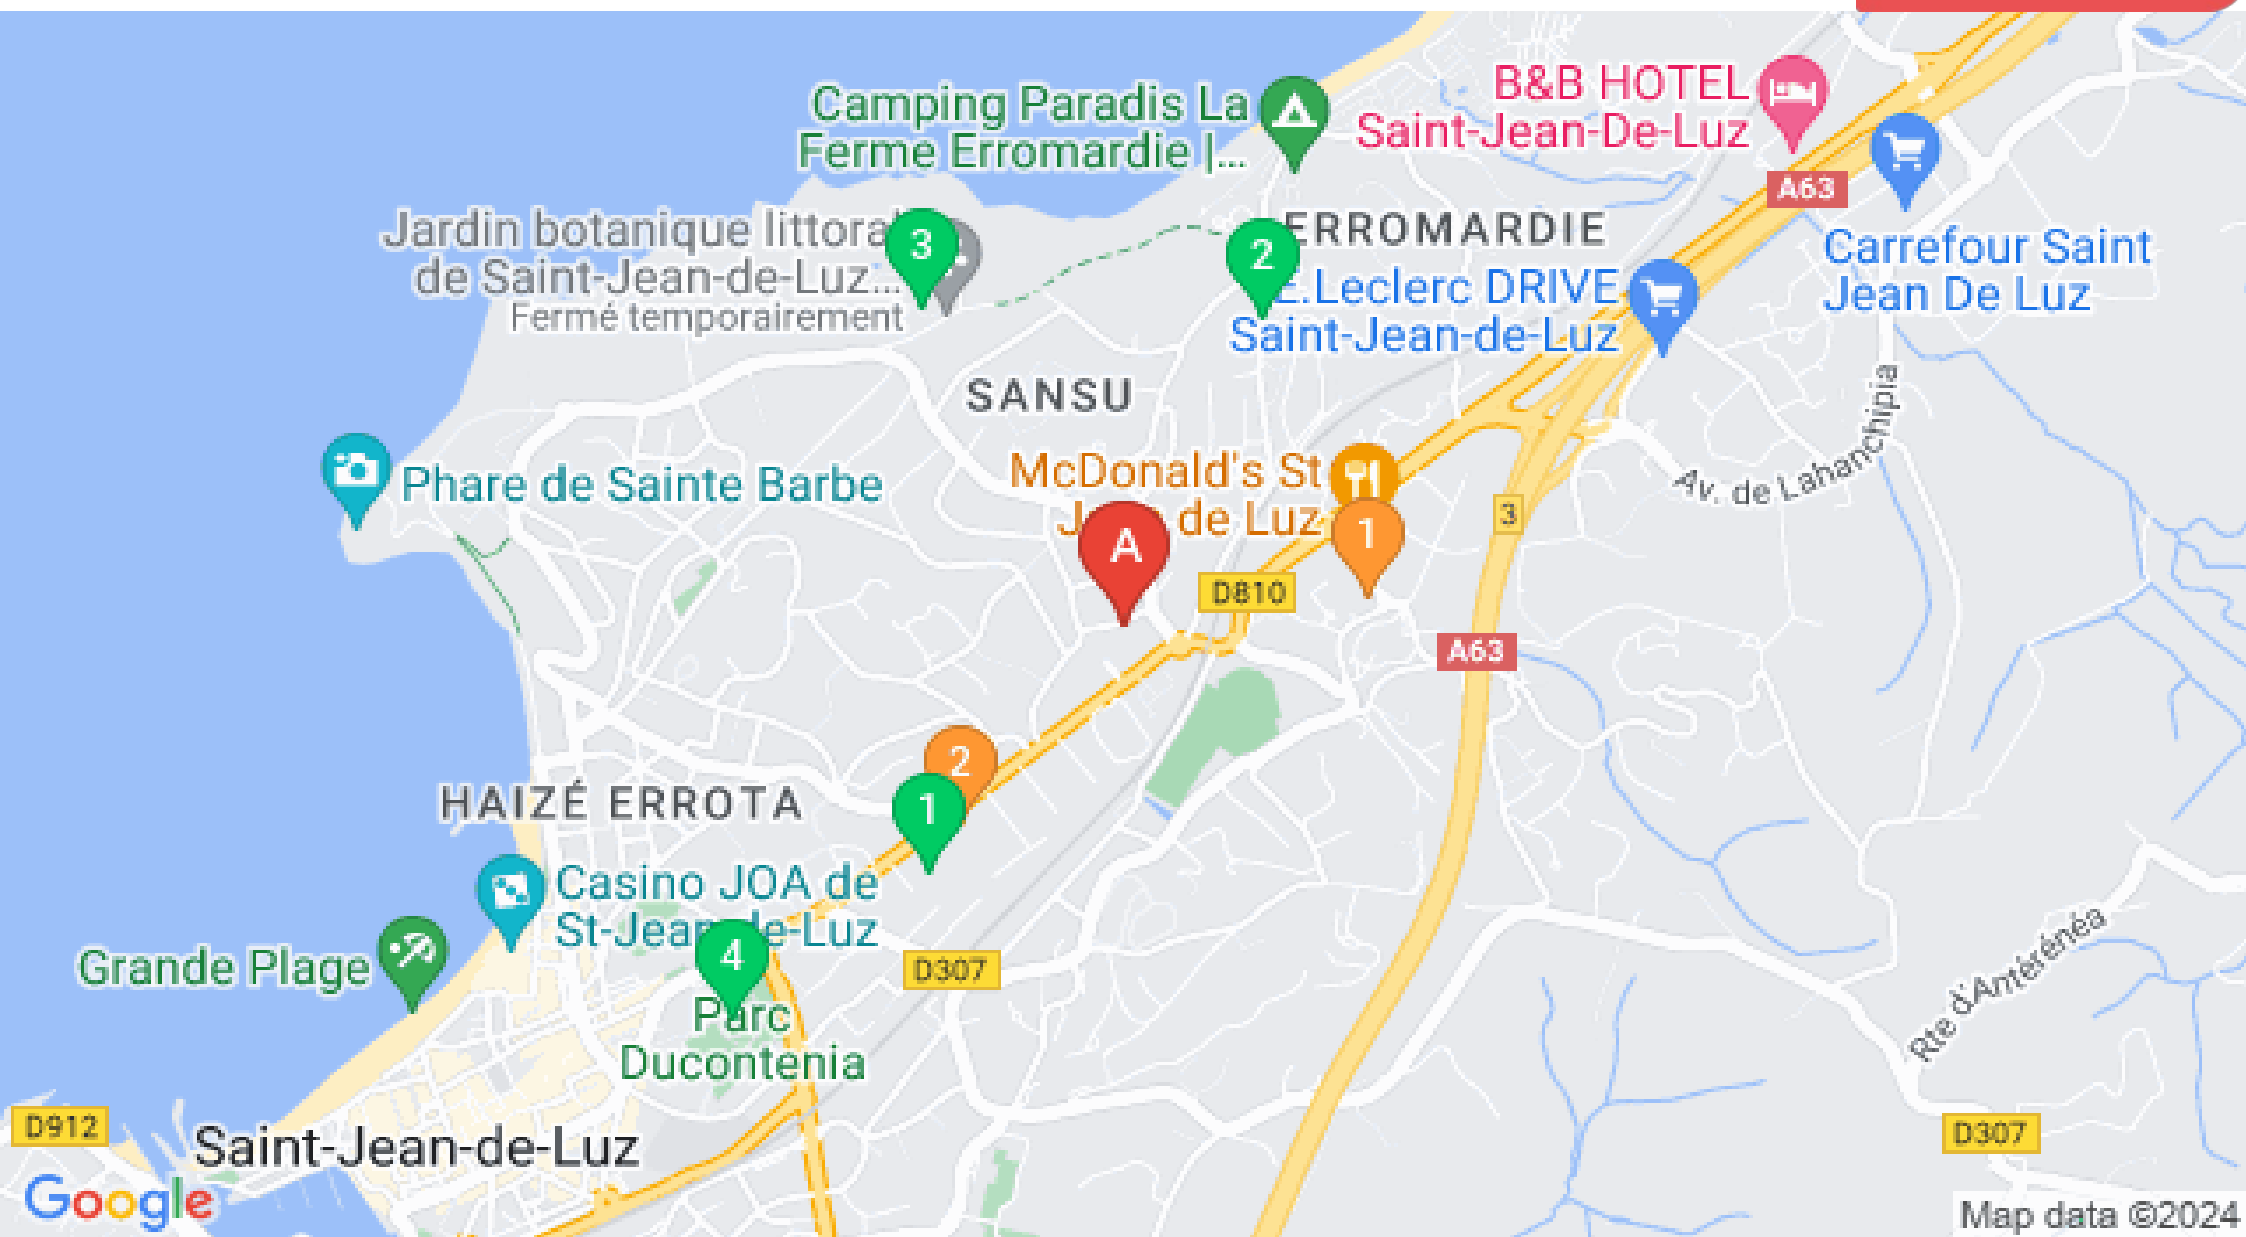 Camping Paradis La
Ferme Erromardie |...
B&B HOTEL
Saint-Jean-De-Luz
A63
Jardin botanique littoral
de Saint-Jean-de-Luz...
Fermé temporairement
3
2
ERROMARDIE
E.Leclerc DRIVE
Saint-Jean-de-Luz
Carrefour Saint
Jean De Luz
SANSU
Av. de Lahanchipia
Phare de Sainte Barbe
McDonald's St
Jean de Luz
A
1
3
D810
A63
2
1
HAIZÉ ERROTA
Casino JOA de
St-Jean-de-Luz
4
Grande Plage
D307
Parc
Ducontenia
Rte d'Antérénéa
D912
Saint-Jean-de-Luz
D307
Google
Map data ©2024